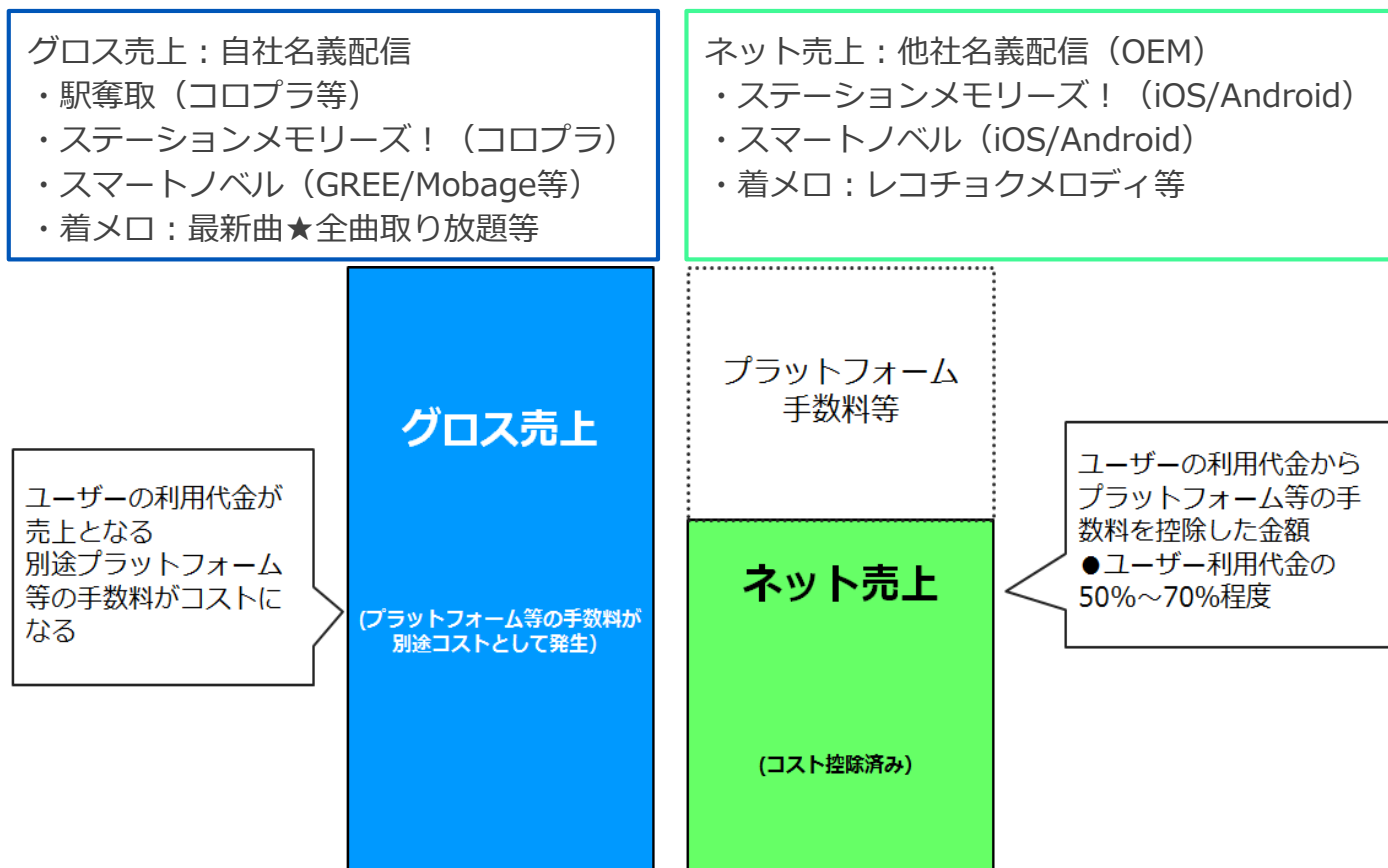 グロス売上：自社名義配信
・駅奪取（コロプラ等）
・ステーションメモリーズ！（コロプラ）
・スマートノベル（GREE/Mobage等）
・着メロ：最新曲★全曲取り放題等
ネット売上：他社名義配信（OEM）
・ステーションメモリーズ！（iOS/Android）
・スマートノベル（iOS/Android）
・着メロ：レコチョクメロディ等
ユーザーの利用代金が
売上となる
別途プラットフォーム
等の手数料がコストに
なる
グロス売上
(プラットフォーム等の手数料が
別途コストとして発生)
プラットフォーム
手数料等
ネット売上
(コスト控除済み)
ユーザーの利用代金から
プラットフォーム等の手
数料を控除した金額
●ユーザー利用代金の
50%～70%程度